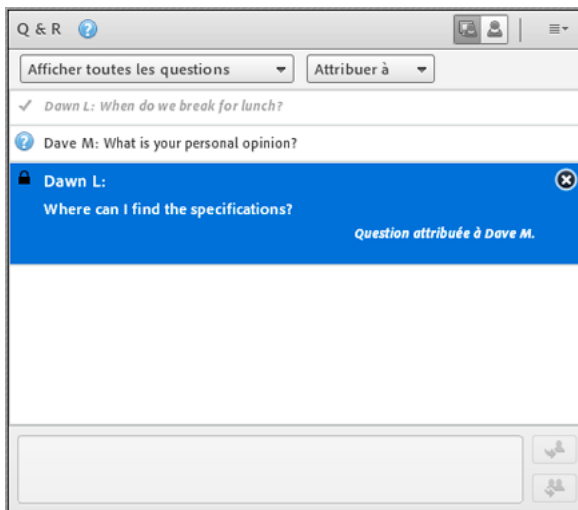 Q & R ?
Afficher toutes les questions Attribuer à
Dawn L: When do we break for lunch?
? Dave M: What is your personal opinion?
Dawn L:
Where can I find the specifications?
Question attribuée à Dave M.